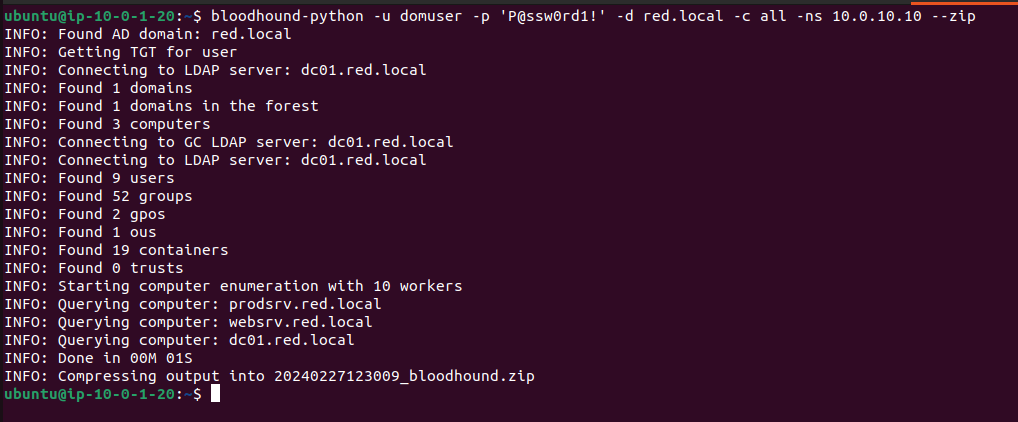 ubuntu@ip-10-0-1-20:~$ bloodhound-python -u domuser -p 'P@ssw0rd1!' -d red.local -c all -ns 10.0.10.10 --zip
INFO: Found AD domain: red.local
INFO: Getting TGT for user
INFO: Connecting to LDAP server: dc01.red.local
INFO: Found 1 domains
INFO: Found 1 domains in the forest
INFO: Found 3 computers
INFO: Connecting to GC LDAP server: dc01.red.local
INFO: Connecting to LDAP server: dc01.red.local
INFO: Found 9 users
INFO: Found 52 groups
INFO: Found 2 gpos
INFO: Found 1 ous
INFO: Found 19 containers
INFO: Found 0 trusts
INFO: Starting computer enumeration with 10 workers
INFO: Querying computer: prodsrv.red.local
INFO: Querying computer: websrv.red.local
INFO: Querying computer: dc01.red.local
INFO: Done in 00M 01S
INFO: Compressing output into 20240227123009_bloodhound.zip
ubuntu@ip-10-0-1-20:~$